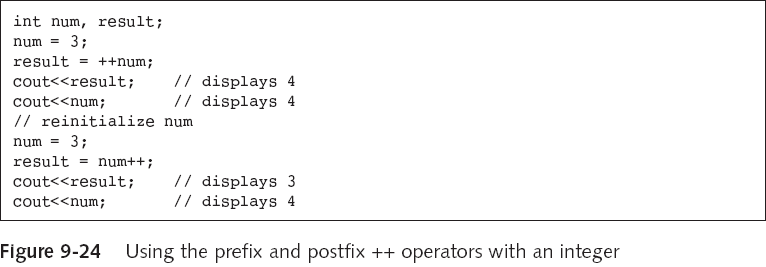 int num, result;
num = 3;
result = ++num;
cout<<result;    // displays 4
cout<<num;       // displays 4
// reinitialize num
num = 3;
result = num++;
cout<<result;    // displays 3
cout<<num;       // displays 4
Figure 9-24    Using the prefix and postfix ++ operators with an integer